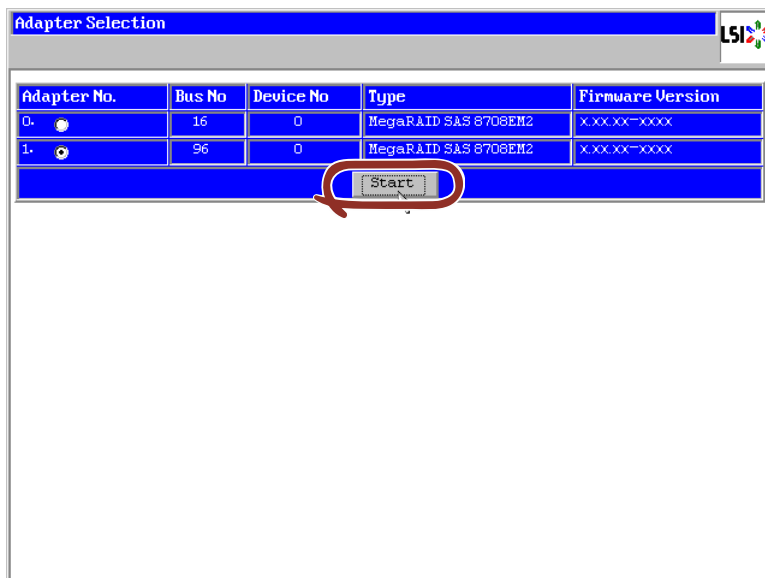 Adapter Selection
LSI
Adapter No. Bus No Device No Type Firmware Version
0. 16 0 MegaRAID SAS 8708EM2 X.XX.XX-XXXX
1. 96 0 MegaRAID SAS 8708EM2 X.XX.XX-XXXX
Start